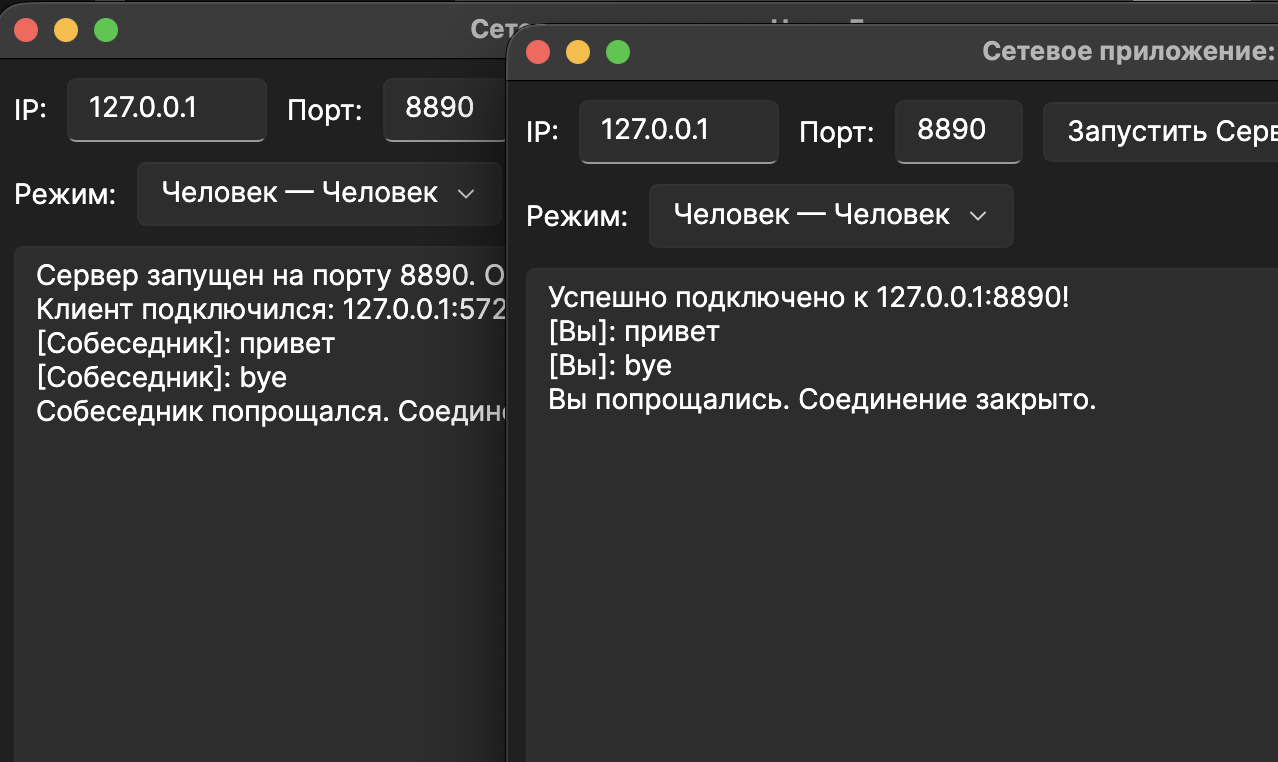 Сетевое приложение:
IP: 127.0.0.1 Порт: 8890
Режим: Человек — Человек
Сервер запущен на порту 8890.
Клиент подключился: 127.0.0.1:572
[Собеседник]: привет
[Собеседник]: bye
Собеседник попрощался.
IP: 127.0.0.1 Порт: 8890 Запустить
Режим: Человек — Человек
Успешно подключено к 127.0.0.1:8890!
[Вы]: привет
[Вы]: bye
Вы попрощались. Соединение закрыто.